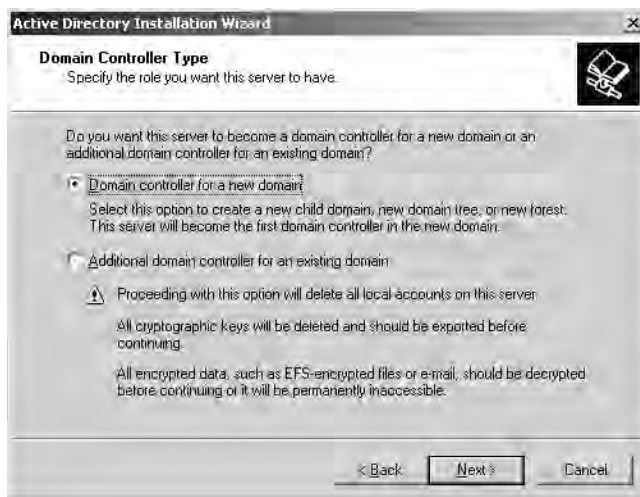 Active Directory Installation Wizard
Domain Controller Type
Specify the role you want this server to have.
Do you want this server to become a domain controller for a new domain or an
additional domain controller for an existing domain?
Domain controller for a new domain
Select this option to create a new child domain, new domain tree, or new forest.
This server will become the first domain controller in the new domain.
Additional domain controller for an existing domain
Proceeding with this option will delete all local accounts on this server
All cryptographic keys will be deleted and should be exported before
continuing.
All encrypted data, such as EFS-encrypted files or e-mail, should be decrypted
before continuing or it will be permanently inaccessible.
< Back
Next >
Cancel